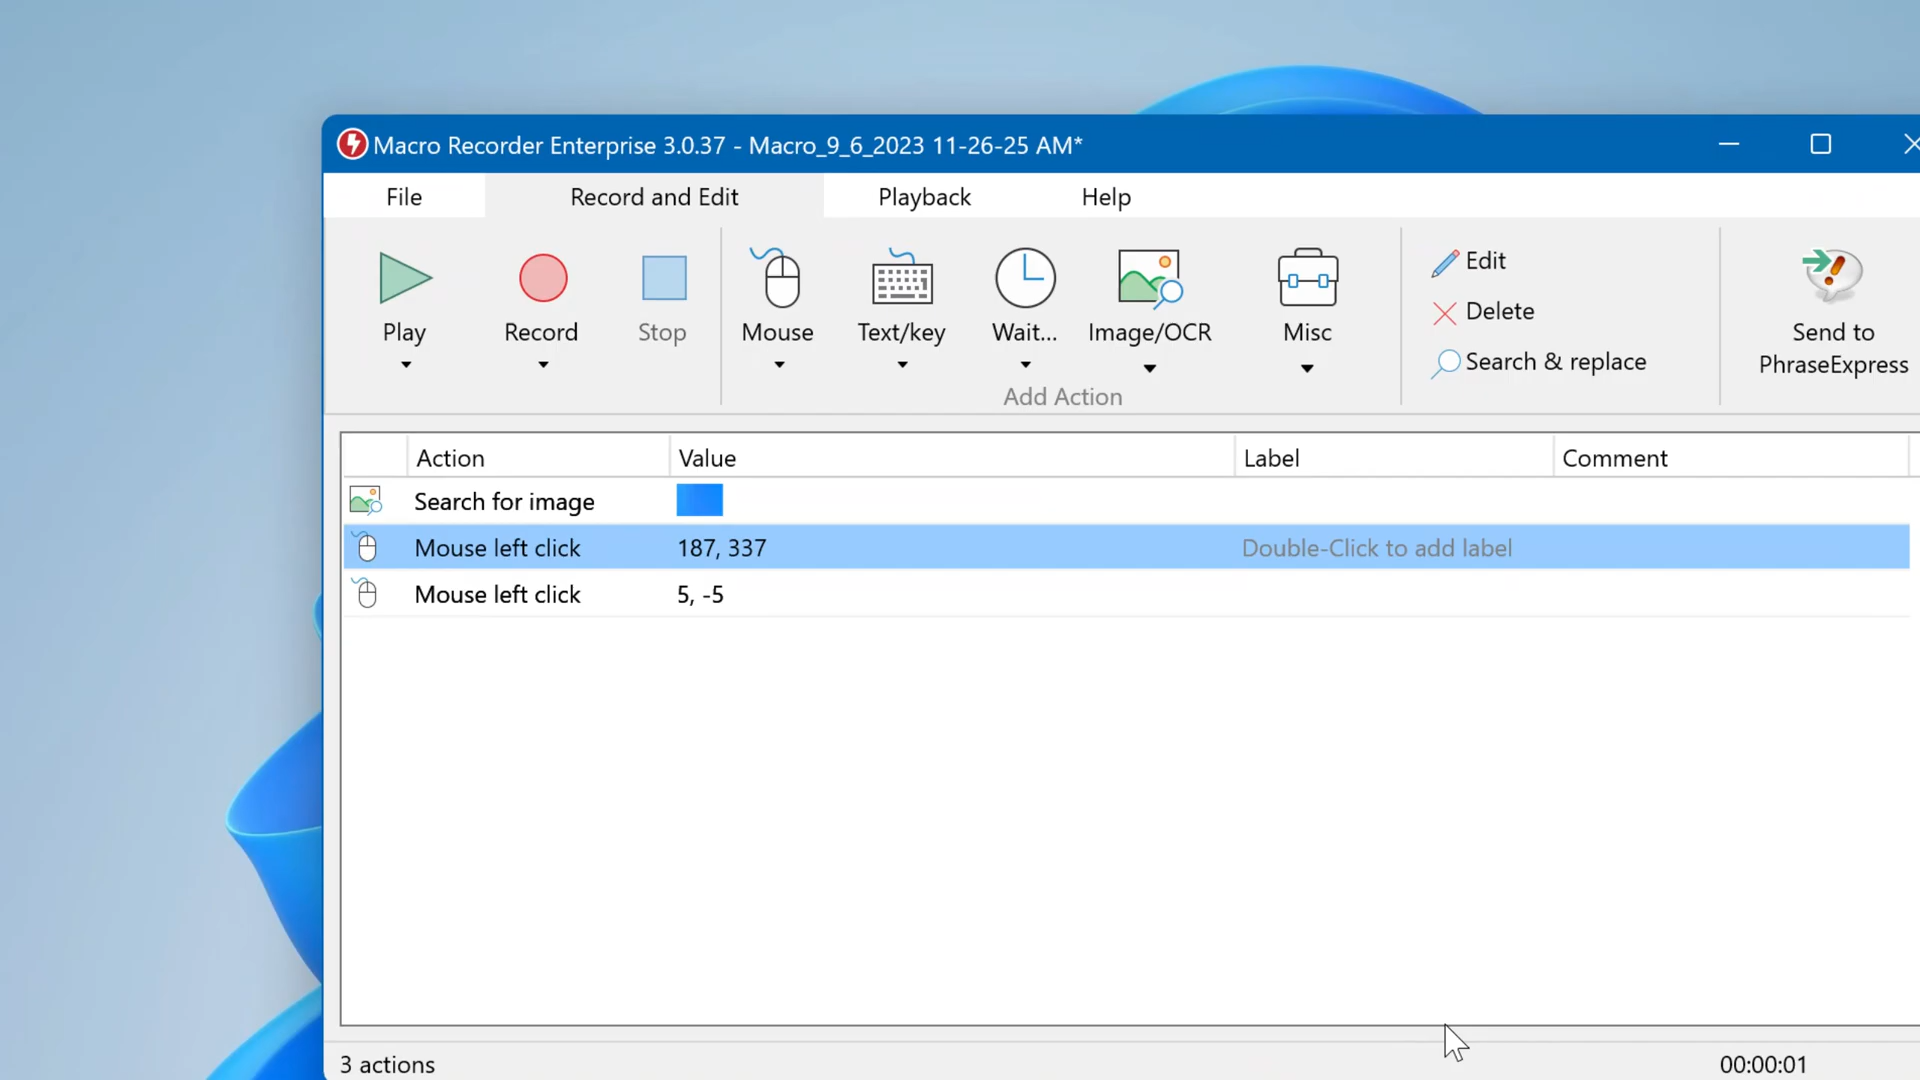 Macro Recorder Enterprise 3.0.37 - Macro_9_6_2023 11-26-25 AM*
File Record and Edit Playback Help
Play Record Stop Mouse Text/key Wait... Image/OCR Misc
Edit
Delete
Search & replace
Send to
PhraseExpress
Add Action
Action Value Label Comment
Search for image
Mouse left click 187, 337 Double-Click to add label
Mouse left click 5, -5
3 actions 00:00:01